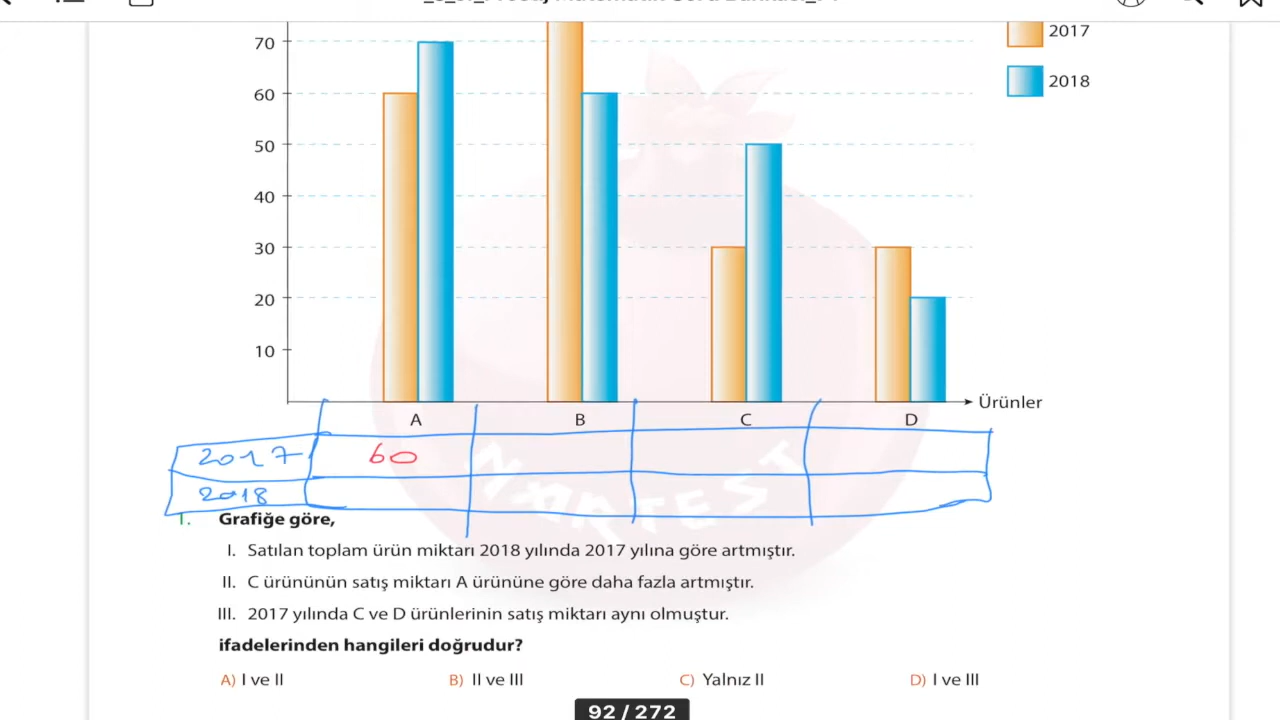 70
2017
60
2018
50
40
30
20
10
Ürünler
A B C D
2017 60
2018
NARTEST
1. Grafiğe göre,
I. Satılan toplam ürün miktarı 2018 yılında 2017 yılına göre artmıştır.
II. C ürününün satış miktarı A ürününe göre daha fazla artmıştır.
III. 2017 yılında C ve D ürünlerinin satış miktarı aynı olmuştur.
ifadelerinden hangileri doğrudur?
A) I ve II B) II ve III C) Yalnız II D) I ve III
92 / 272